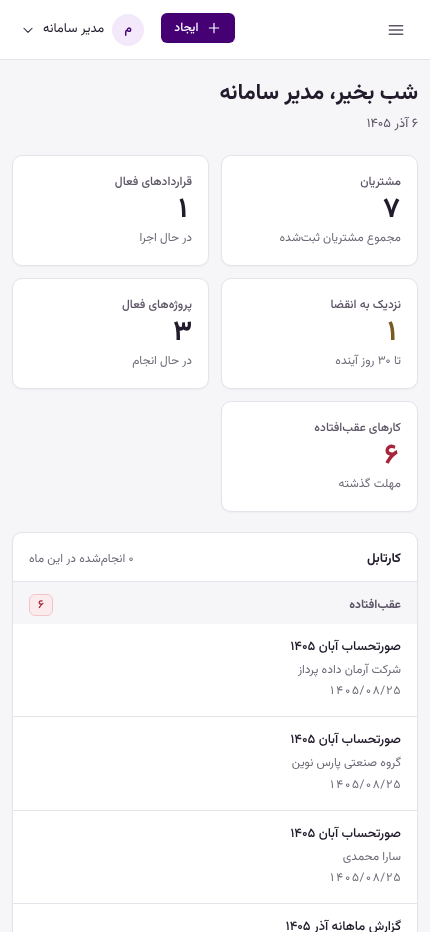 ایجاد
م
مدیر سامانه
شب بخیر، مدیر سامانه
۶ آذر ۱۴۰۵
مشتریان
۷
مجموع مشتریان ثبت‌شده
قراردادهای فعال
۱
در حال اجرا
نزدیک به انقضا
۱
تا ۳۰ روز آینده
پروژه‌های فعال
۳
در حال انجام
کارهای عقب‌افتاده
۶
مهلت گذشته
کارتابل
۰ انجام‌شده در این ماه
عقب‌افتاده
۶
صورتحساب آبان ۱۴۰۵
شرکت آرمان داده پرداز
۱۴۰۵/۰۸/۲۵
صورتحساب آبان ۱۴۰۵
گروه صنعتی پارس نوین
۱۴۰۵/۰۸/۲۵
صورتحساب آبان ۱۴۰۵
سارا محمدی
۱۴۰۵/۰۸/۲۵
گزارش ماهانه آذر ۱۴۰۵